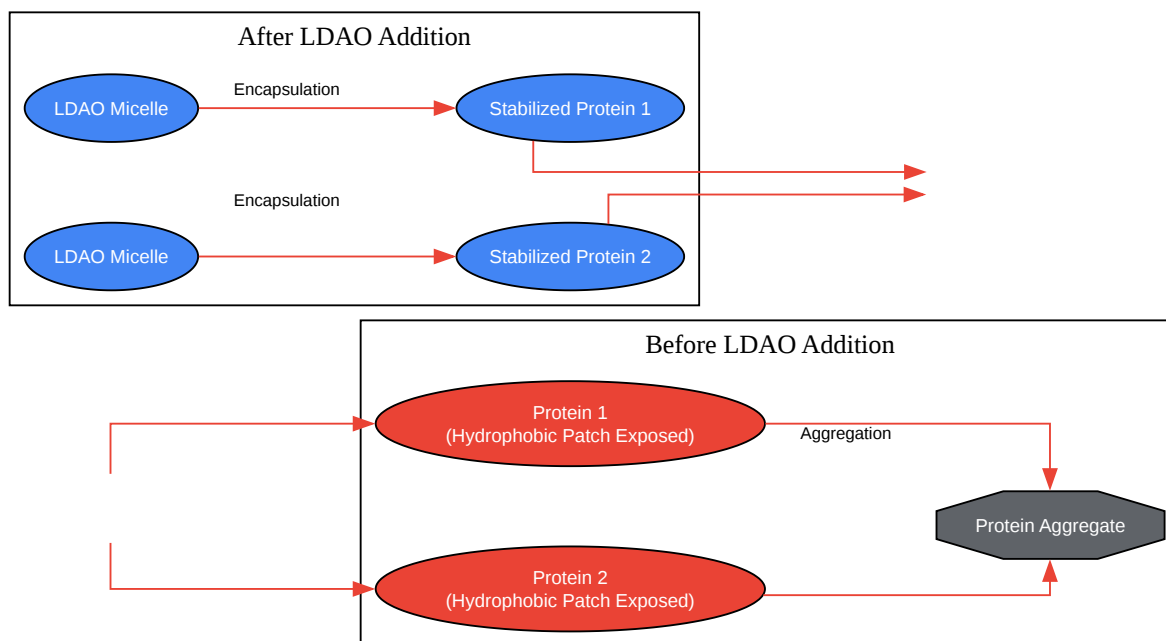 After LDAO Addition
LDAO Micelle
Encapsulation
Stabilized Protein 1
Encapsulation
LDAO Micelle
Stabilized Protein 2
Before LDAO Addition
Protein 1
(Hydrophobic Patch Exposed)
Aggregation
Protein Aggregate
Protein 2
(Hydrophobic Patch Exposed)